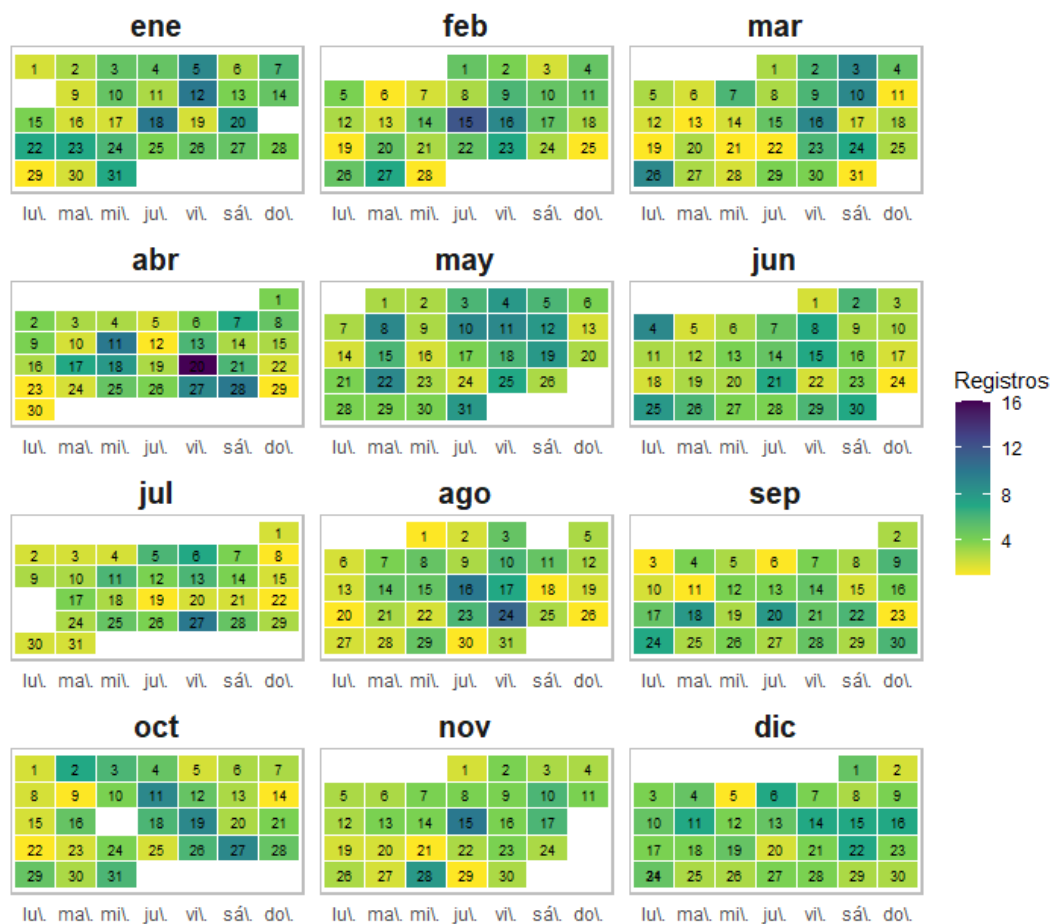 ene
1 2 3 4 5 6 7
9 10 11 12 13 14
15 16 17 18 19 20
22 23 24 25 26 27 28
29 30 31
lu\. ma\. mi\. ju\. vi\. sá\. do\.
feb
1 2 3 4
5 6 7 8 9 10 11
12 13 14 15 16 17 18
19 20 21 22 23 24 25
26 27 28
lu\. ma\. mi\. ju\. vi\. sá\. do\.
mar
1 2 3 4
5 6 7 8 9 10 11
12 13 14 15 16 17 18
19 20 21 22 23 24 25
26 27 28 29 30 31
lu\. ma\. mi\. ju\. vi\. sá\. do\.
abr
1
2 3 4 5 6 7 8
9 10 11 12 13 14 15
16 17 18 19 20 21 22
23 24 25 26 27 28 29
30
lu\. ma\. mi\. ju\. vi\. sá\. do\.
may
1 2 3 4 5 6
7 8 9 10 11 12 13
14 15 16 17 18 19 20
21 22 23 24 25 26
28 29 30 31
lu\. ma\. mi\. ju\. vi\. sá\. do\.
jun
1 2 3
4 5 6 7 8 9 10
11 12 13 14 15 16 17
18 19 20 21 22 23 24
25 26 27 28 29 30
lu\. ma\. mi\. ju\. vi\. sá\. do\.
Registros
16
12
8
4
jul
1
2 3 4 5 6 7 8
9 10 11 12 13 14 15
17 18 19 20 21 22
24 25 26 27 28 29
30 31
lu\. ma\. mi\. ju\. vi\. sá\. do\.
ago
1 2 3 5
6 7 8 9 10 11 12
13 14 15 16 17 18 19
20 21 22 23 24 25 26
27 28 29 30 31
lu\. ma\. mi\. ju\. vi\. sá\. do\.
sep
2
3 4 5 6 7 8 9
10 11 12 13 14 15 16
17 18 19 20 21 22 23
24 25 26 27 28 29 30
lu\. ma\. mi\. ju\. vi\. sá\. do\.
oct
1 2 3 4 5 6 7
8 9 10 11 12 13 14
15 16 18 19 20 21
22 23 24 25 26 27 28
29 30 31
lu\. ma\. mi\. ju\. vi\. sá\. do\.
nov
1 2 3 4
5 6 7 8 9 10 11
12 13 14 15 16 17
19 20 21 22 23 24
26 27 28 29 30
lu\. ma\. mi\. ju\. vi\. sá\. do\.
dic
1 2
3 4 5 6 7 8 9
10 11 12 13 14 15 16
17 18 19 20 21 22 23
24 25 26 27 28 29 30
lu\. ma\. mi\. ju\. vi\. sá\. do\.